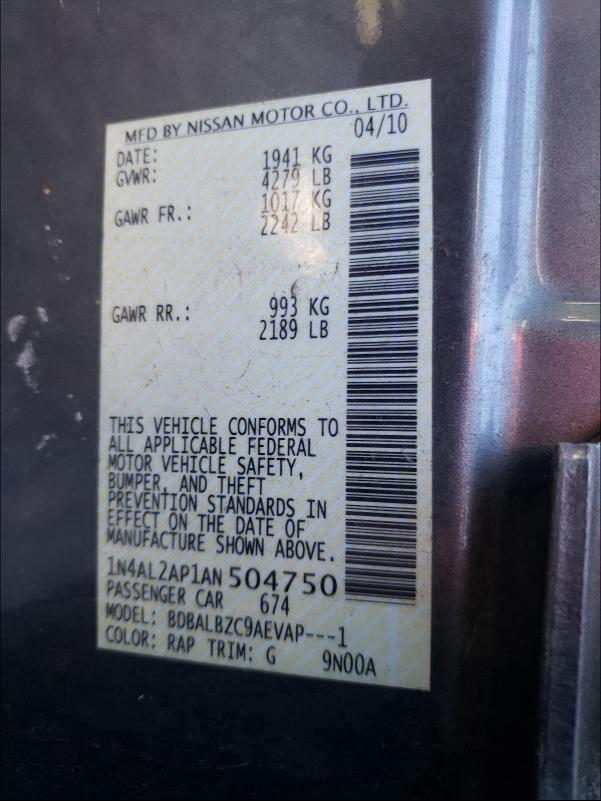 MFD BY NISSAN MOTOR CO., LTD.
DATE: 04/10
GVWR: 1941 KG
4279 LB
GAWR FR.: 1017 KG
2242 LB
GAWR RR.: 993 KG
2189 LB
THIS VEHICLE CONFORMS TO
ALL APPLICABLE FEDERAL
MOTOR VEHICLE SAFETY,
BUMPER, AND THEFT
PREVENTION STANDARDS IN
EFFECT ON THE DATE OF
MANUFACTURE SHOWN ABOVE.
1N4AL2AP1AN504750
PASSENGER CAR 674
MODEL: BDBALBZC9AEVAP---1
COLOR: RAP TRIM: G 9N00A